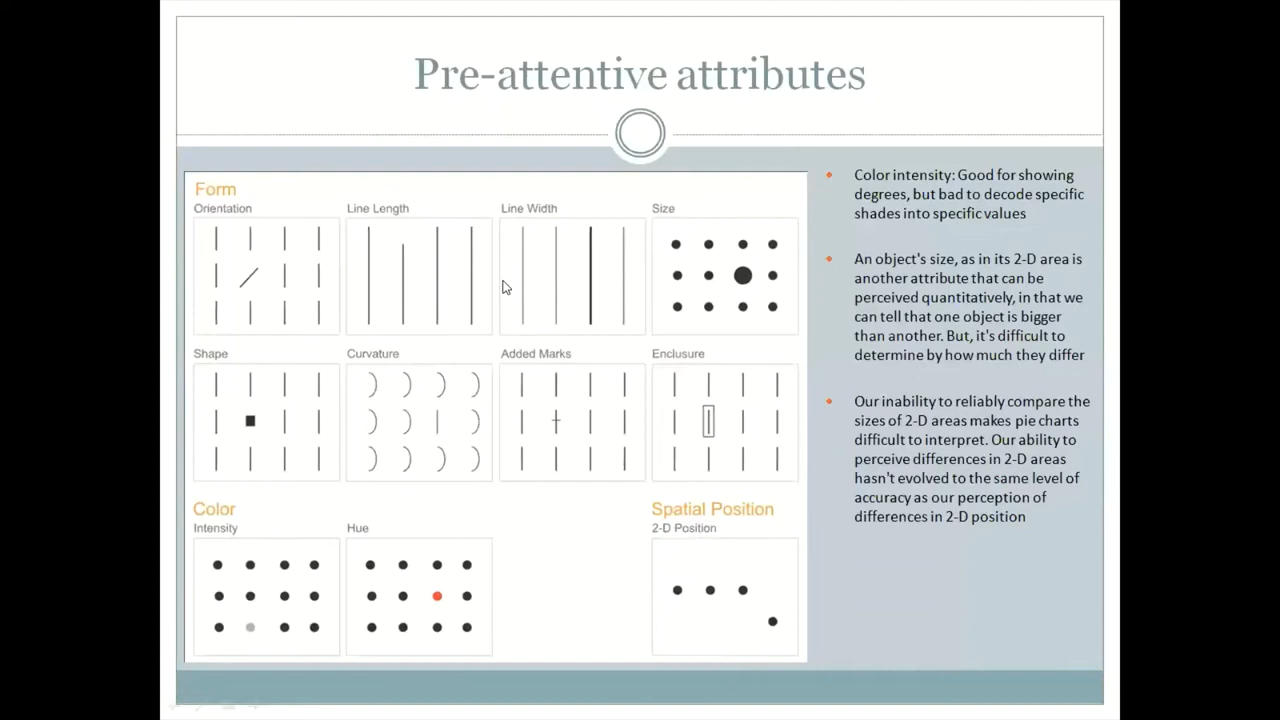 Pre-attentive attributes
Form
Orientation
Line Length
Line Width
Size
Shape
Curvature
Added Marks
Enclusure
Color
Intensity
Hue
Spatial Position
2-D Position
Color intensity: Good for showing
degrees, but bad to decode specific
shades into specific values
An object's size, as in its 2-D area is
another attribute that can be
perceived quantitatively, in that we
can tell that one object is bigger
than another. But, it's difficult to
determine by how much they differ
Our inability to reliably compare the
sizes of 2-D areas makes pie charts
difficult to interpret. Our ability to
perceive differences in 2-D areas
hasn't evolved to the same level of
accuracy as our perception of
differences in 2-D position